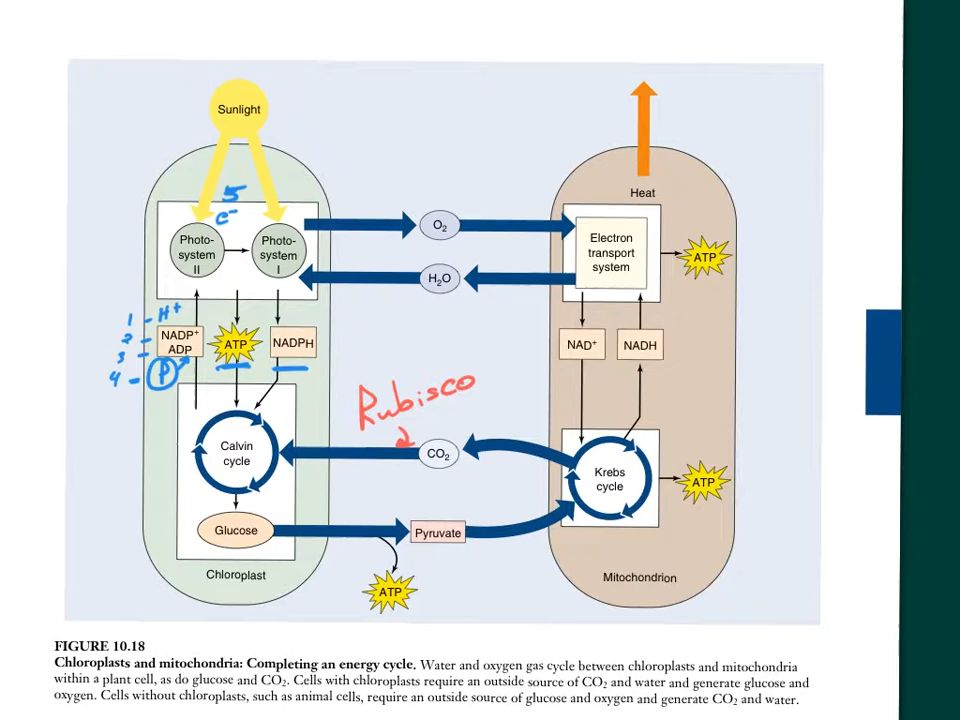 Sunlight
Heat
5
e-
Photo-
system
II
Photo-
system
I
O2
H2O
Electron
transport
system
ATP
1 - H+
2 -
3 -
4 - P
NADP+
ADP
ATP
NADPH
NAD+
NADH
Rubisco
Calvin
cycle
CO2
Krebs
cycle
ATP
Glucose
Pyruvate
Chloroplast
ATP
Mitochondrion
FIGURE 10.18
Chloroplasts and mitochondria: Completing an energy cycle. Water and oxygen gas cycle between chloroplasts and mitochondria
within a plant cell, as do glucose and CO2. Cells with chloroplasts require an outside source of CO2 and water and generate glucose and
oxygen. Cells without chloroplasts, such as animal cells, require an outside source of glucose and oxygen and generate CO2 and water.